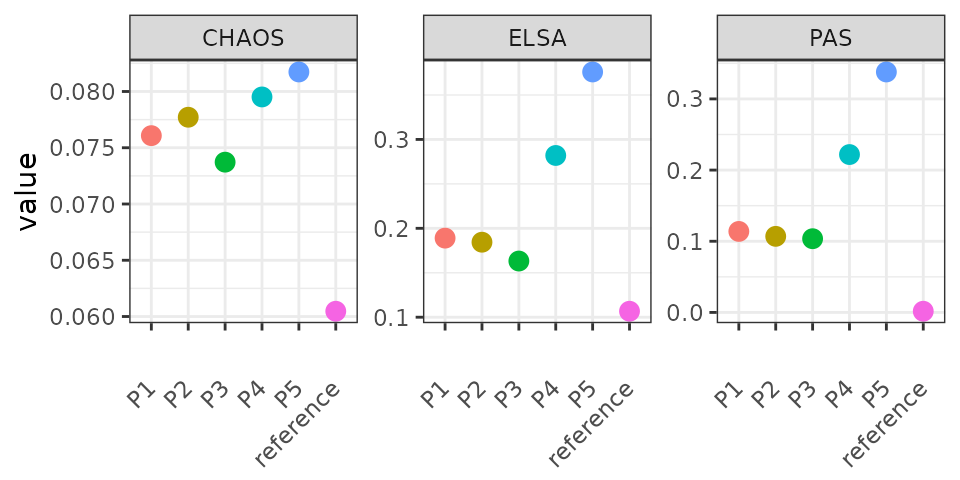 CHAOS ELSA PAS
value
0.080
0.075
0.070
0.065
0.060
P1 P2 P3 P4 P5 reference
0.3
0.2
0.1
P1 P2 P3 P4 P5 reference
0.3
0.2
0.1
0.0
P1 P2 P3 P4 P5 reference